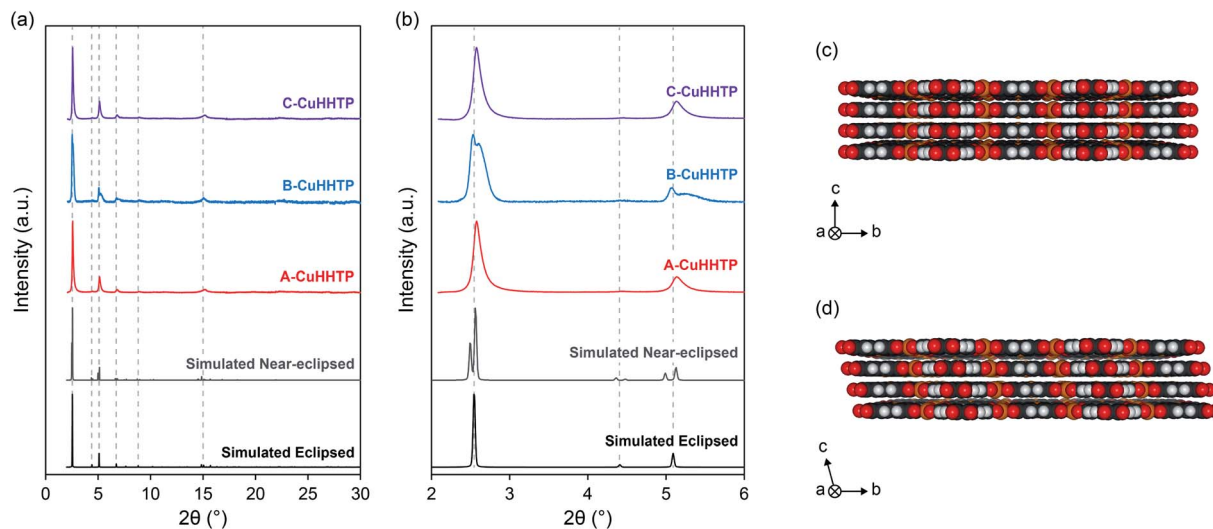 (a)
Intensity (a.u.)
C-CuHHTP
B-CuHHTP
A-CuHHTP
Simulated Near-eclipsed
Simulated Eclipsed
0 5 10 15 20 25 30
2θ (°)
(b)
Intensity (a.u.)
C-CuHHTP
B-CuHHTP
A-CuHHTP
Simulated Near-eclipsed
Simulated Eclipsed
2 3 4 5 6
2θ (°)
(c)
c
a b
(d)
c
a b